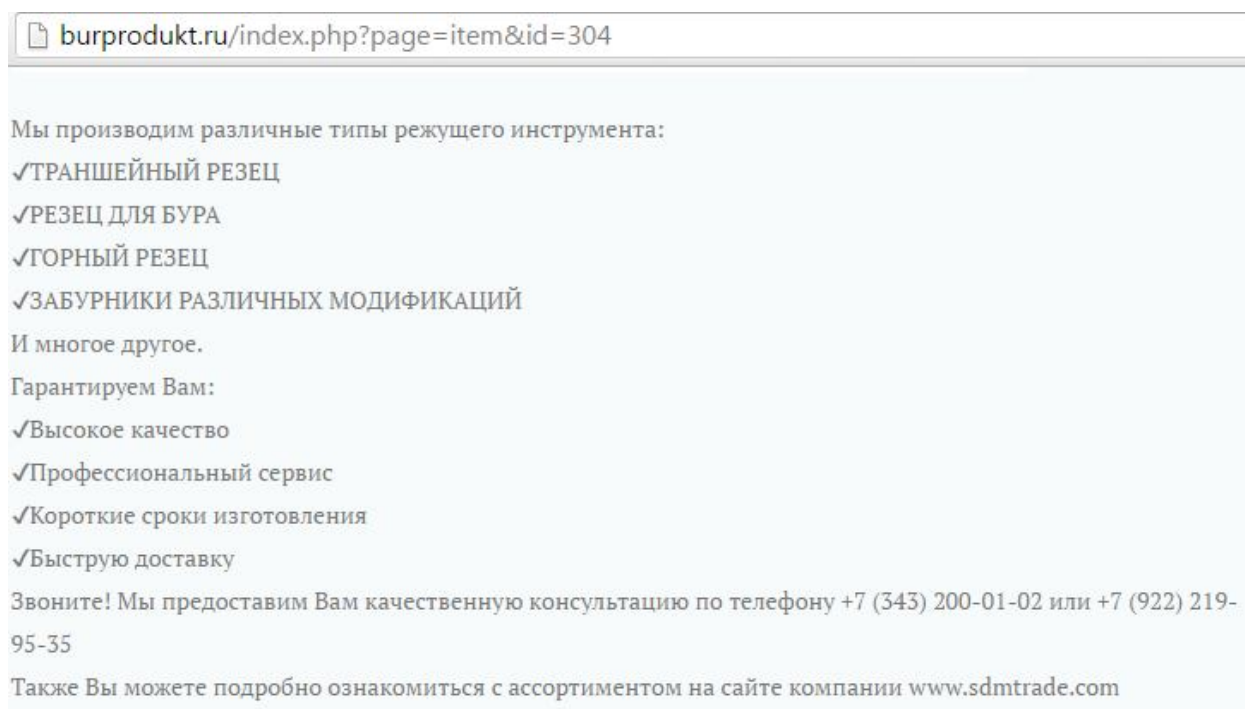 burprodukt.ru/index.php?page=item&id=304
Мы производим различные типы режущего инструмента:
✓ТРАНШЕЙНЫЙ РЕЗЕЦ
✓РЕЗЕЦ ДЛЯ БУРА
✓ГОРНЫЙ РЕЗЕЦ
✓ЗАБУРНИКИ РАЗЛИЧНЫХ МОДИФИКАЦИЙ
И многое другое.
Гарантируем Вам:
✓Высокое качество
✓Профессиональный сервис
✓Короткие сроки изготовления
✓Быструю доставку
Звоните! Мы предоставим Вам качественную консультацию по телефону +7 (343) 200-01-02 или +7 (922) 219-
95-35
Также Вы можете подробно ознакомиться с ассортиментом на сайте компании www.sdmtrade.com